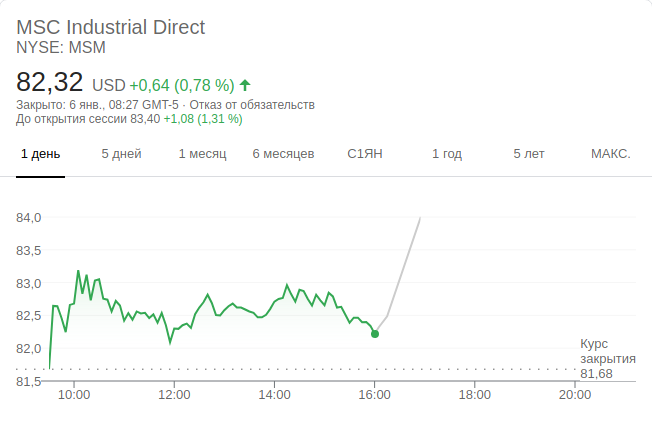 MSC Industrial Direct
NYSE: MSM
82,32 USD +0,64 (0,78 %)
Закрыто: 6 янв., 08:27 GMT-5 · Отказ от обязательств
До открытия сессии 83,40 +1,08 (1,31 %)
1 день 5 дней 1 месяц 6 месяцев С1ЯН 1 год 5 лет МАКС.
84,0
83,5
83,0
82,5
82,0
81,5
Курс
закрытия
81,68
10:00 12:00 14:00 16:00 18:00 20:00